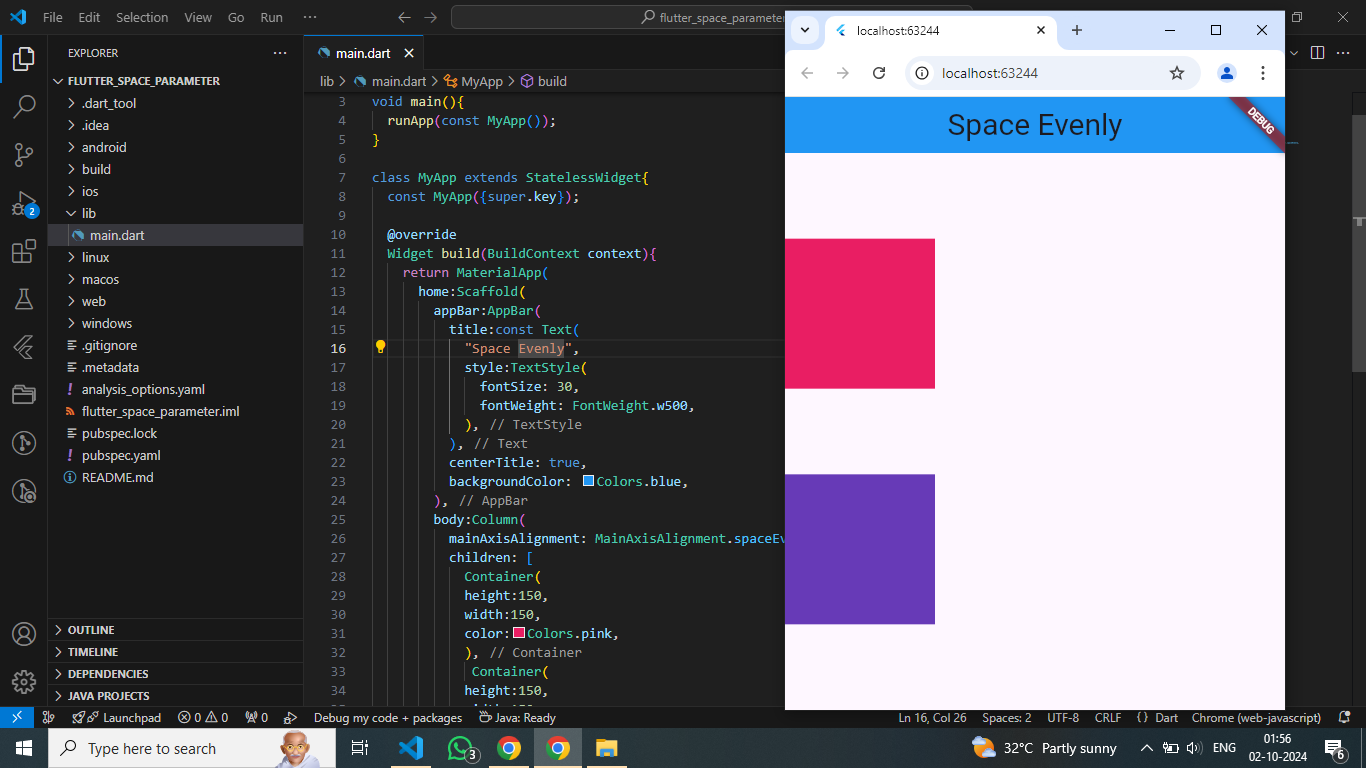 File Edit Selection View Go Run ···
flutter_space_parameter
EXPLORER
FLUTTER_SPACE_PARAMETER
.dart_tool
.idea
android
build
ios
lib
main.dart
linux
macos
web
windows
.gitignore
.metadata
analysis_options.yaml
flutter_space_parameter.iml
pubspec.lock
pubspec.yaml
README.md
OUTLINE
TIMELINE
DEPENDENCIES
JAVA PROJECTS
2
main.dart
lib > main.dart > MyApp > build
3 void main(){
4 runApp(const MyApp());
5 }
6
7 class MyApp extends StatelessWidget{
8 const MyApp({super.key});
9
10 @override
11 Widget build(BuildContext context){
12 return MaterialApp(
13 home:Scaffold(
14 appBar:AppBar(
15 title:const Text(
16 "Space Evenly",
17 style:TextStyle(
18 fontSize: 30,
19 fontWeight: FontWeight.w500,
20 ), // TextStyle
21 ), // Text
22 centerTitle: true,
23 backgroundColor: Colors.blue,
24 ), // AppBar
25 body:Column(
26 mainAxisAlignment: MainAxisAlignment.spaceEv
27 children: [
28 Container(
29 height:150,
30 width:150,
31 color:Colors.pink,
32 ), // Container
33 Container(
34 height:150,
localhost:63244
localhost:63244
Space Evenly
DEBUG
Launchpad 0 0 0 Debug my code + packages Java: Ready Ln 16, Col 26 Spaces: 2 UTF-8 CRLF {} Dart Chrome (web-javascript)
Type here to search 3 32°C Partly sunny ENG 01:56
02-10-2024 6